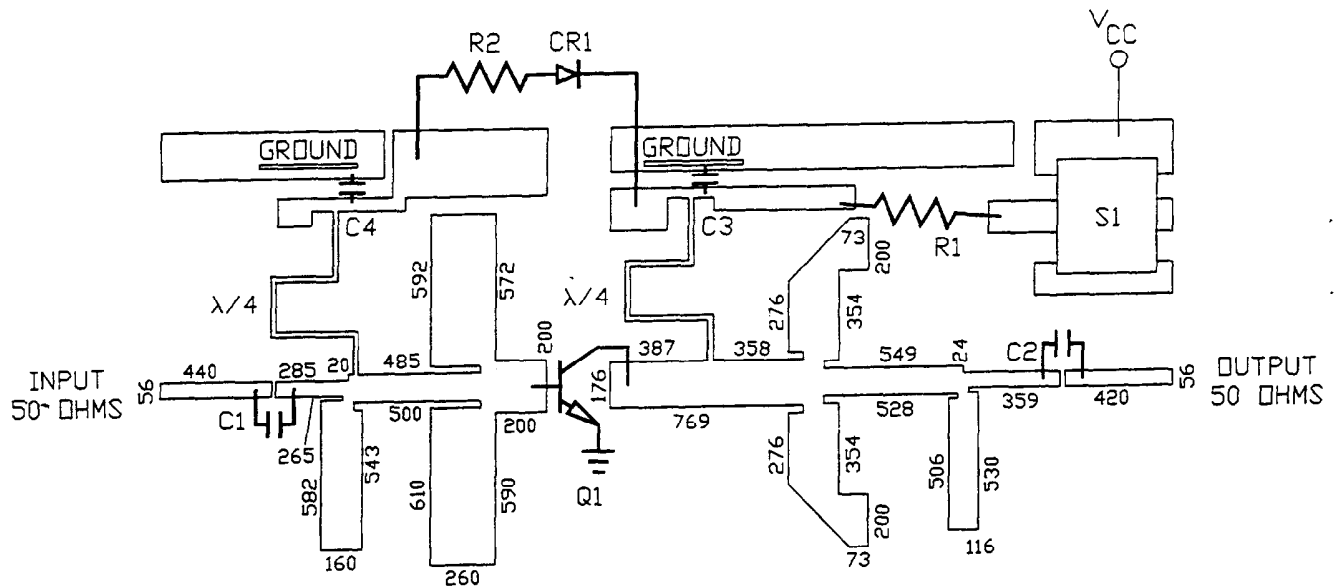 V
CC
R2 CR1
GROUND
GROUND
S1
C4
C3
R1
λ/4
λ/4
592
572
73
200
276
354
200
387
358
549
24
C2
440
285
20
485
INPUT
50~ OHMS
56
C1
265
500
200
176
769
528
359
420
56
OUTPUT
50 OHMS
582
543
610
590
Q1
276
354
200
506
530
160
260
73
116